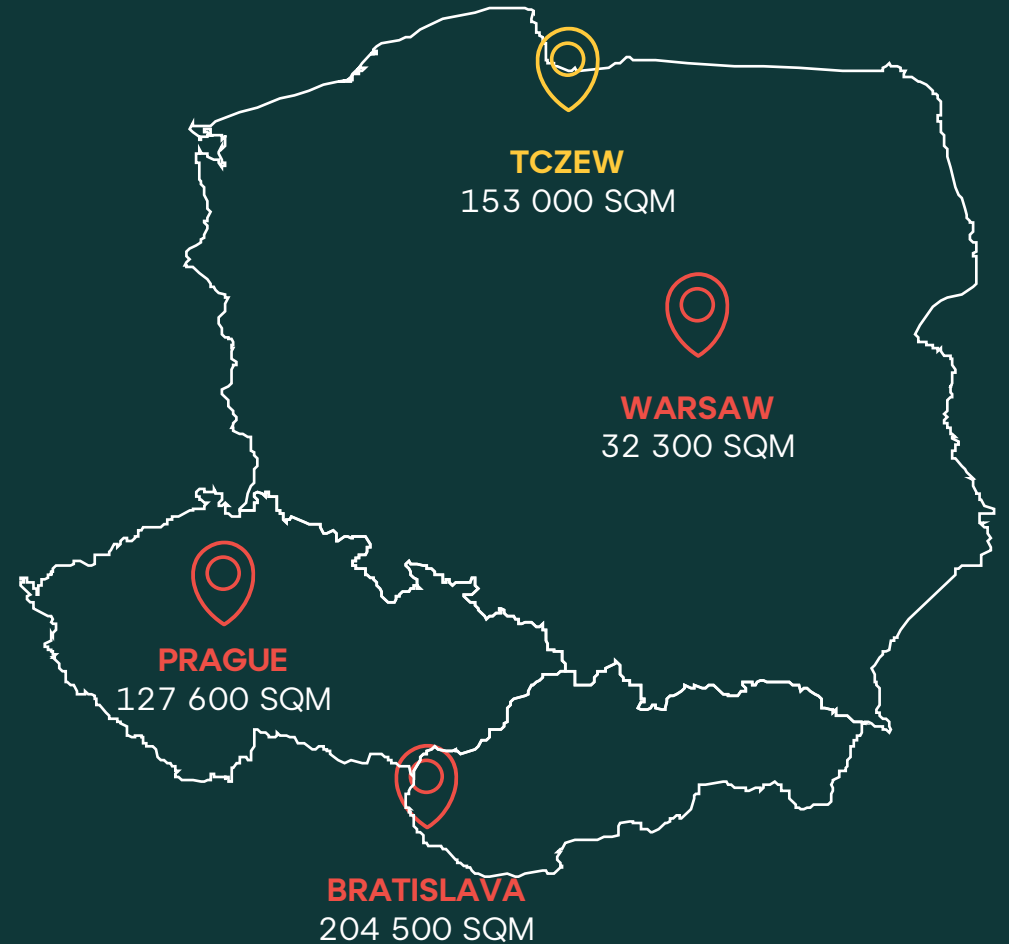 TCZEW
153 000 SQM
WARSAW
32 300 SQM
PRAGUE
127 600 SQM
BRATISLAVA
204 500 SQM